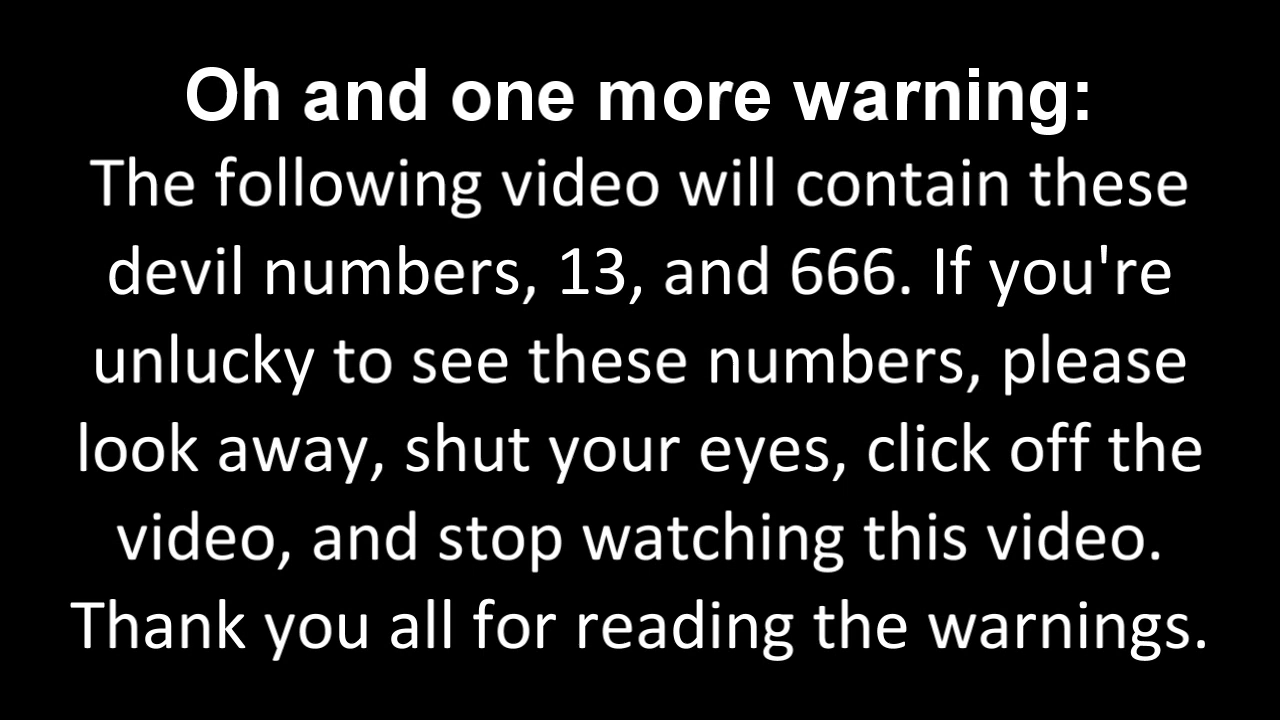 Oh and one more warning:
The following video will contain these
devil numbers, 13, and 666. If you're
unlucky to see these numbers, please
look away, shut your eyes, click off the
video, and stop watching this video.
Thank you all for reading the warnings.